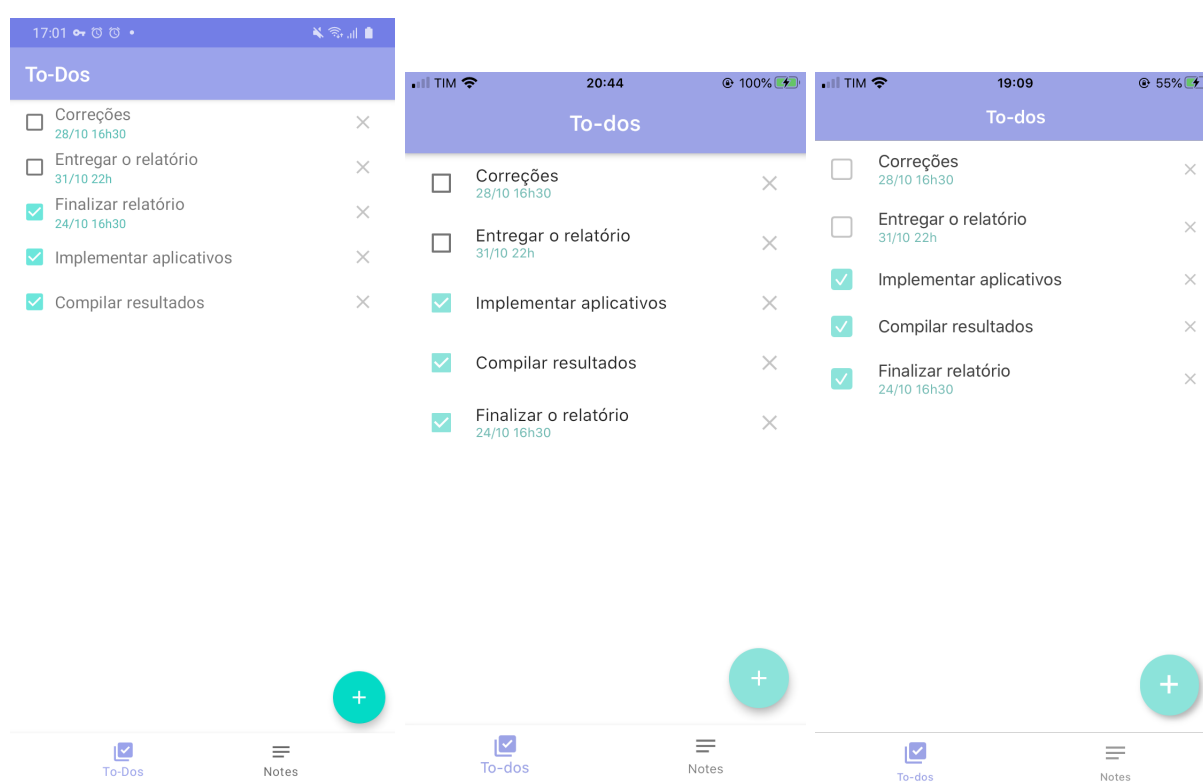 17:01
To-Dos
Correções
28/10 16h30
Entregar o relatório
31/10 22h
Finalizar relatório
24/10 16h30
Implementar aplicativos
Compilar resultados
To-Dos
Notes
TIM
20:44
100%
To-dos
Correções
28/10 16h30
Entregar o relatório
31/10 22h
Implementar aplicativos
Compilar resultados
Finalizar o relatório
24/10 16h30
To-dos
Notes
TIM
19:09
55%
To-dos
Correções
28/10 16h30
Entregar o relatório
31/10 22h
Implementar aplicativos
Compilar resultados
Finalizar relatório
24/10 16h30
To-dos
Notes